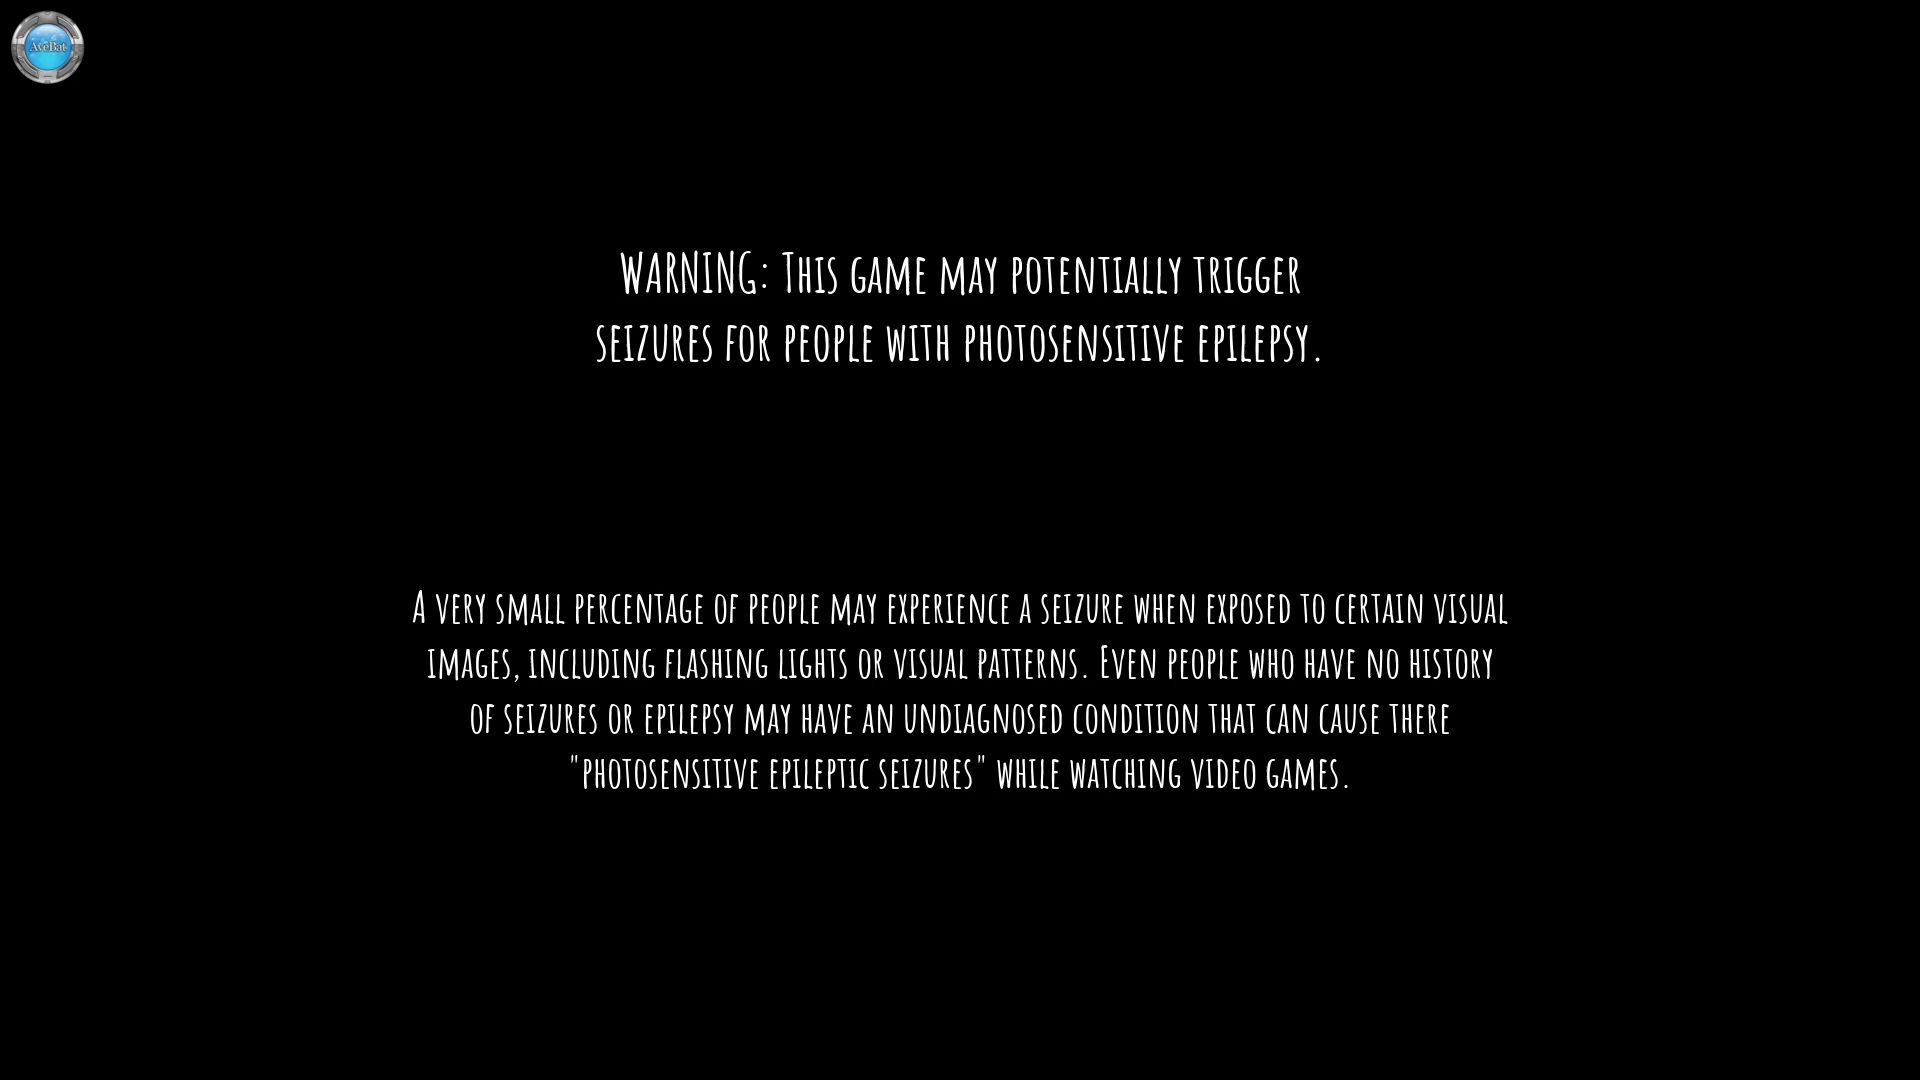 AveBat
WARNING: This game may potentially trigger
seizures for people with photosensitive epilepsy.
A very small percentage of people may experience a seizure when exposed to certain visual
images, including flashing lights or visual patterns. Even people who have no history
of seizures or epilepsy may have an undiagnosed condition that can cause there
"photosensitive epileptic seizures" while watching video games.